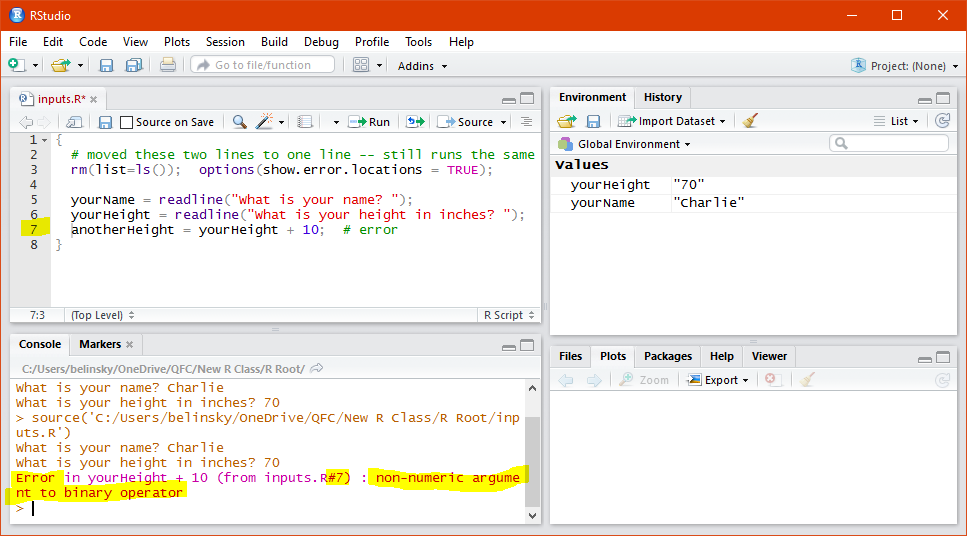 RStudio
File Edit Code View Plots Session Build Debug Profile Tools Help
Go to file/function Addins Project: (None)
inputs.R*
Source on Save Run Source
1 {
2 # moved these two lines to one line -- still runs the same
3 rm(list=ls()); options(show.error.locations = TRUE);
4
5 yourName = readline("What is your name? ");
6 yourHeight = readline("What is your height in inches? ");
7 anotherHeight = yourHeight + 10; # error
8 }
7:3 (Top Level) R Script
Console Markers
C:/Users/belinsky/OneDrive/QFC/New R Class/R Root/
What is your name? Charlie
What is your height in inches? 70
> source('C:/Users/belinsky/OneDrive/QFC/New R Class/R Root/inp
uts.R')
What is your name? Charlie
What is your height in inches? 70
Error in yourHeight + 10 (from inputs.R#7) : non-numeric argume
nt to binary operator
>
Environment History
Import Dataset List
Global Environment
Values
yourHeight "70"
yourName "Charlie"
Files Plots Packages Help Viewer
Zoom Export